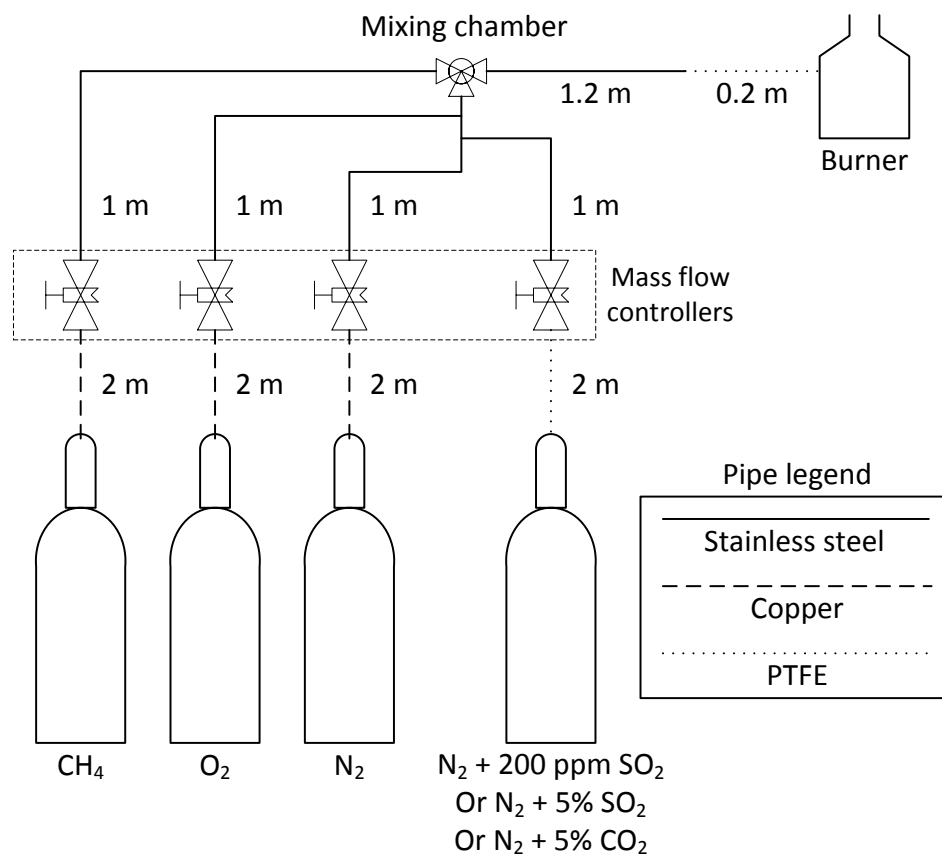 Mixing chamber
1.2 m
0.2 m
Burner
1 m
1 m
1 m
1 m
Mass flow
controllers
2 m
2 m
2 m
2 m
Pipe legend
Stainless steel
Copper
PTFE
CH₄
O₂
N₂
N₂ + 200 ppm SO₂
Or N₂ + 5% SO₂
Or N₂ + 5% CO₂